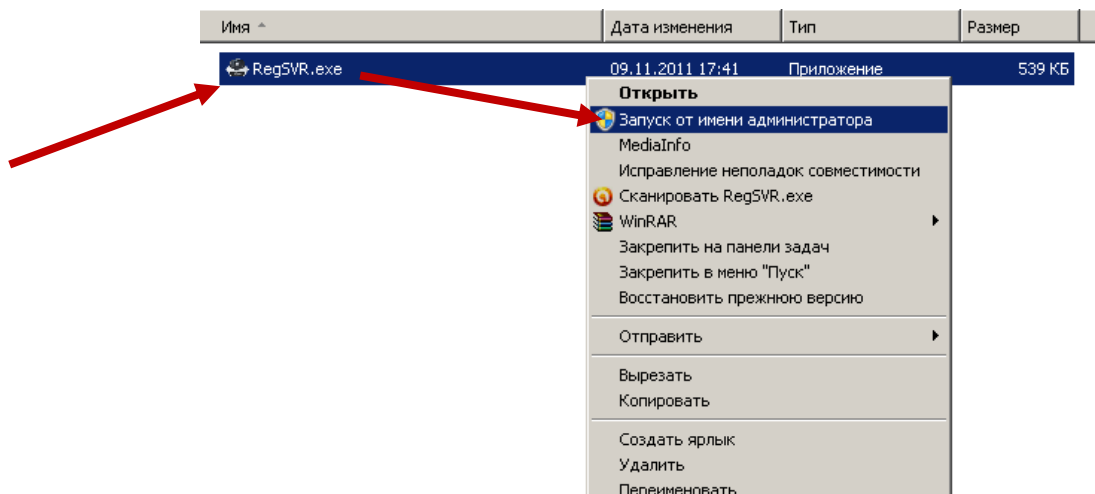 Имя Дата изменения Тип Размер
RegSVR.exe 09.11.2011 17:41 Приложение 539 КБ
Открыть
Запуск от имени администратора
MediaInfo
Исправление неполадок совместимости
Сканировать RegSVR.exe
WinRAR
Закрепить на панели задач
Закрепить в меню "Пуск"
Восстановить прежнюю версию
Отправить
Вырезать
Копировать
Создать ярлык
Удалить
Переименовать